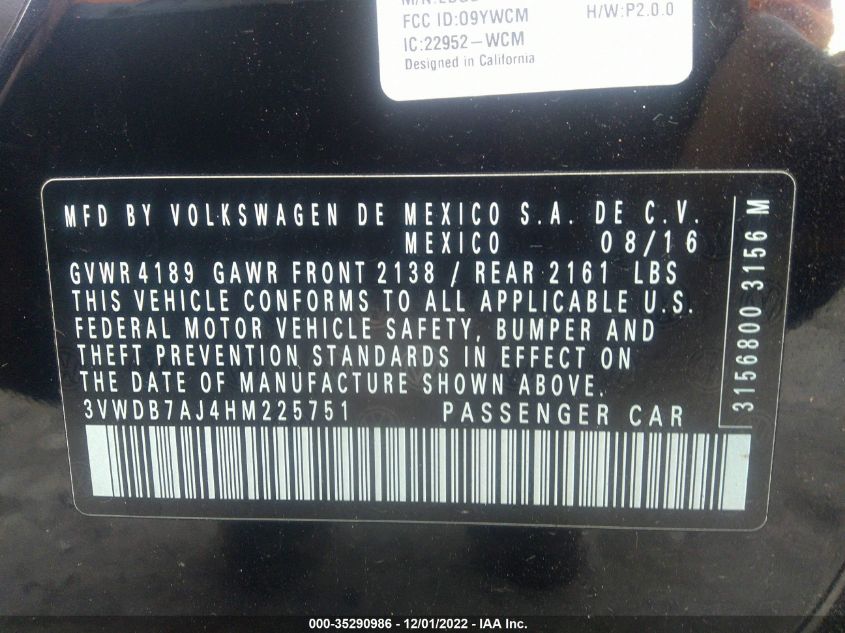 FCC ID:O9YWCM
H/W:P2.0.0
IC:22952-WCM
Designed in California
MFD BY VOLKSWAGEN DE MEXICO S.A. DE C.V.
MEXICO 08/16
GVWR 4189 GAWR FRONT 2138 / REAR 2161 LBS
THIS VEHICLE CONFORMS TO ALL APPLICABLE U.S.
FEDERAL MOTOR VEHICLE SAFETY, BUMPER AND
THEFT PREVENTION STANDARDS IN EFFECT ON
THE DATE OF MANUFACTURE SHOWN ABOVE.
3VWDB7AJ4HM225751 PASSENGER CAR
3156800 3156 M
000-35290986 - 12/01/2022 - IAA Inc.